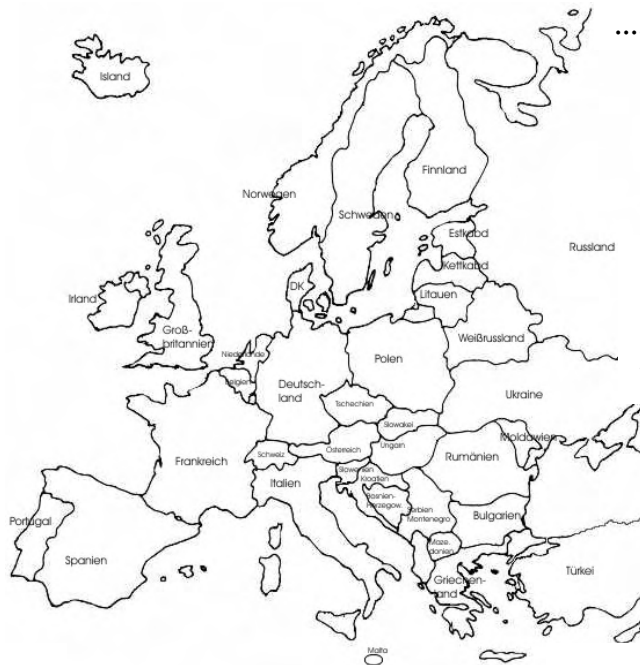 ...
Island
Finnland
Norwegen
Schweden
Estkabd
Russland
Kettkabd
DK
Irland
Litauen
Groß-
britannien
Weißrussland
Niederlande
Polen
Belgien
Deutsch-
land
Ukraine
Tschechien
Slowakei
Moldawien
Ungarn
Österreich
Schweiz
Rumänien
Frankreich
Slowenien
Kroatien
Italien
Bosnien-
Herzegow.
Serbien
Montenegro
Bulgarien
Portugal
Maze-
donien
Spanien
Türkei
Griechen-
land
Malta